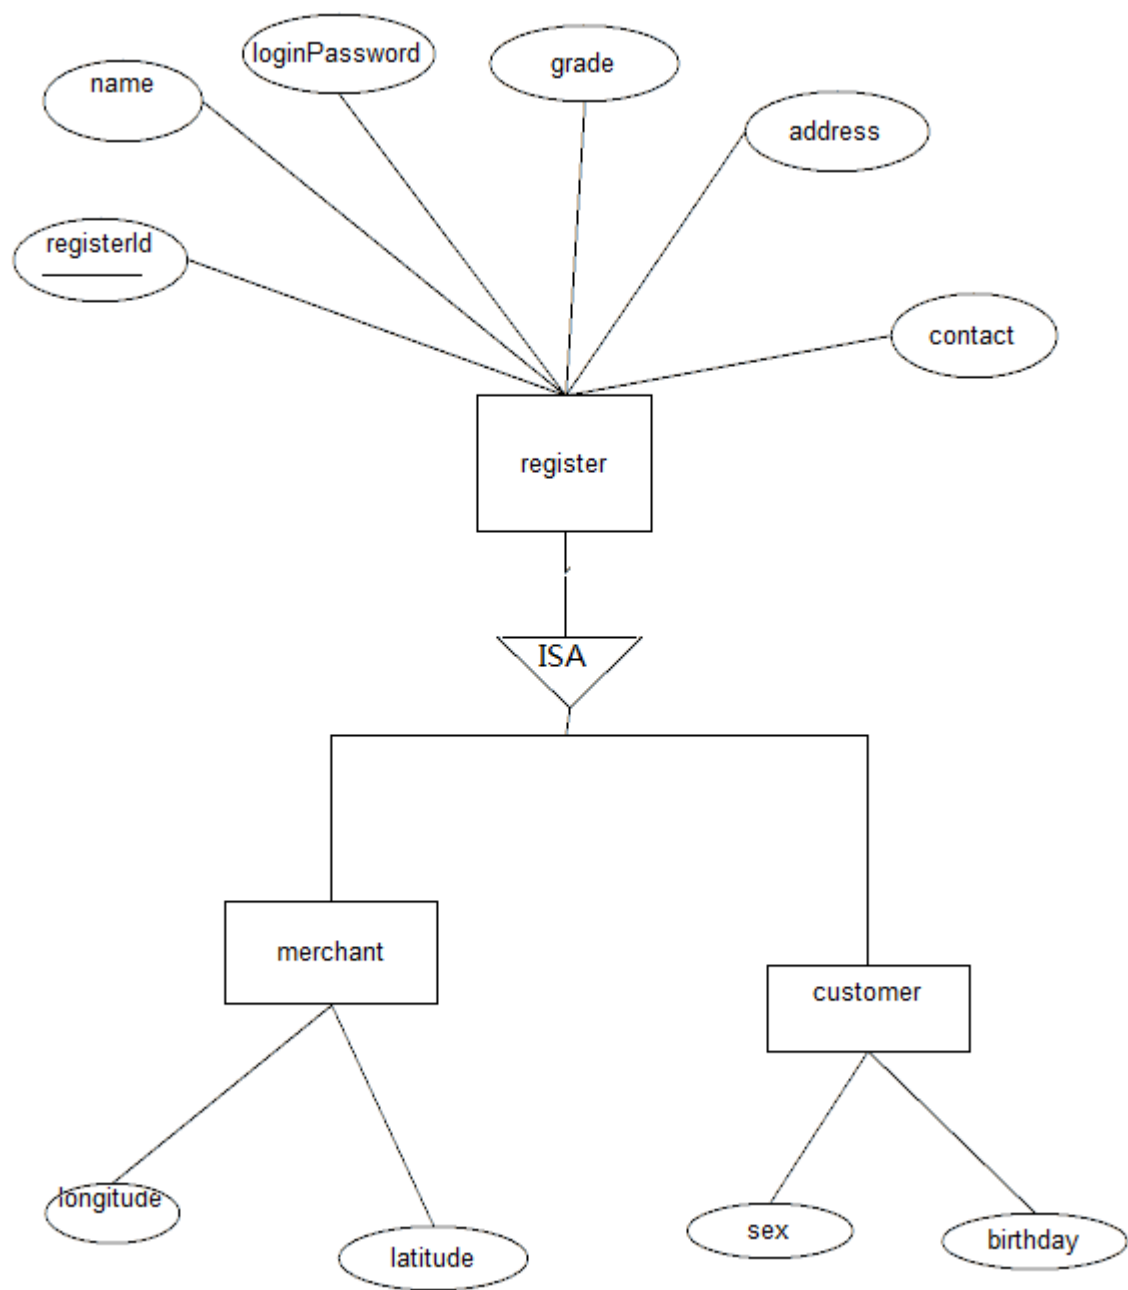 loginPassword
grade
name
address
registerId
contact
register
ISA
merchant
customer
longitude
latitude
sex
birthday